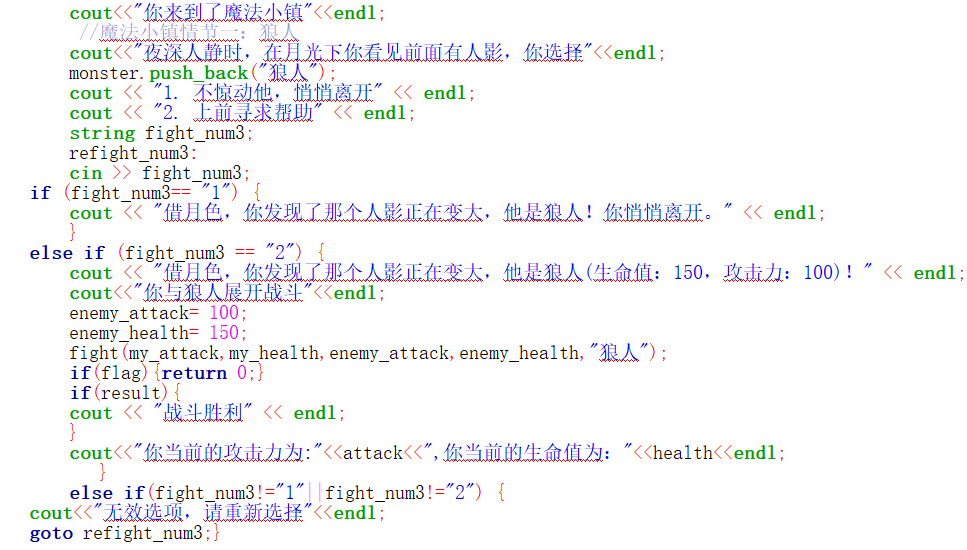 cout<<"你来到了魔法小镇"<<endl;
//魔法小镇情节一：狼人
cout<<"夜深人静时，在月光下你看见前面有人影，你选择"<<endl;
monster.push_back("狼人");
cout << "1. 不惊动他，悄悄离开" << endl;
cout << "2. 上前寻求帮助" << endl;
string fight_num3;
refight_num3:
cin >> fight_num3;
if (fight_num3== "1") {
cout << "借月色，你发现了那个人影正在变大，他是狼人！你悄悄离开。" << endl;
}
else if (fight_num3 == "2") {
cout << "借月色，你发现了那个人影正在变大，他是狼人(生命值：150，攻击力：100)！" << endl;
cout<<"你与狼人展开战斗"<<endl;
enemy_attack= 100;
enemy_health= 150;
fight(my_attack,my_health,enemy_attack,enemy_health,"狼人");
if(flag){return 0;}
if(result){
cout << "战斗胜利" << endl;
}
cout<<"你当前的攻击力为:"<<attack<<",你当前的生命值为："<<health<<endl;
}
else if(fight_num3!="1"||fight_num3!="2") {
cout<<"无效选项，请重新选择"<<endl;
goto refight_num3;}